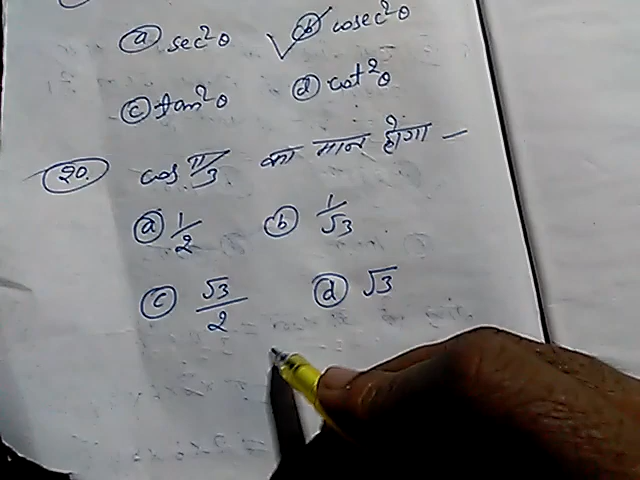 (a) sec²θ (b) cosec²θ
(c) tan²θ (d) cot²θ
20. cos π/3 का मान होगा –
(a) 1/2 (b) 1/√3
(c) √3/2 (d) √3